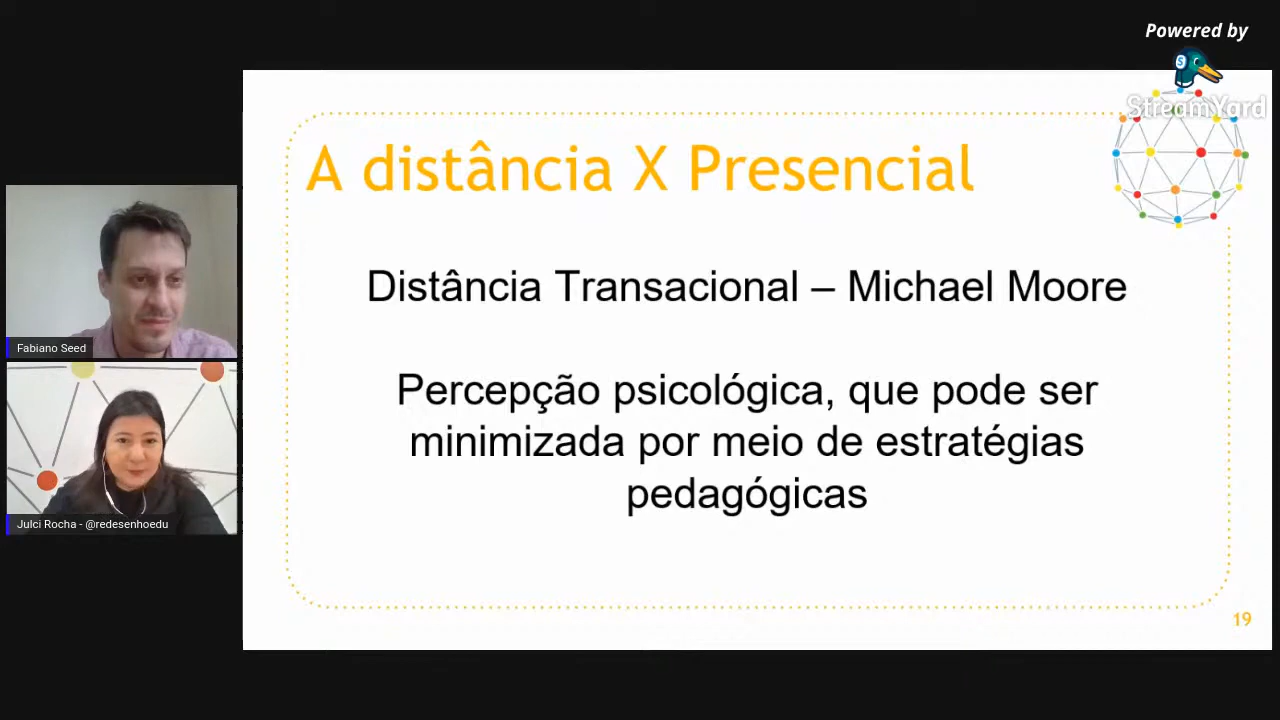 Powered by
StreamYard
A distância X Presencial
Distância Transacional – Michael Moore
Percepção psicológica, que pode ser
minimizada por meio de estratégias
pedagógicas
19
Fabiano Seed
Julci Rocha - @redesenhoedu